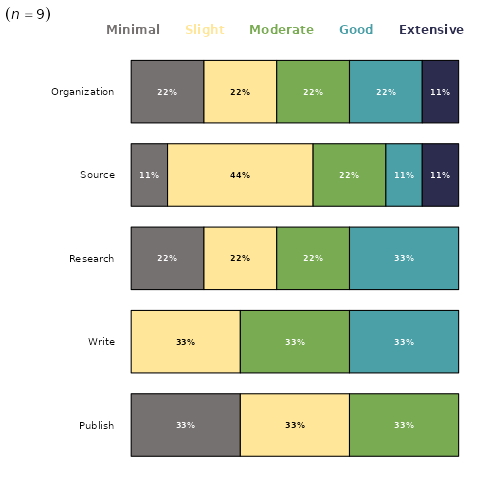 (n = 9)
Minimal Slight Moderate Good Extensive
Organization 22% 22% 22% 22% 11%
Source 11% 44% 22% 11% 11%
Research 22% 22% 22% 33%
Write 33% 33% 33%
Publish 33% 33% 33%